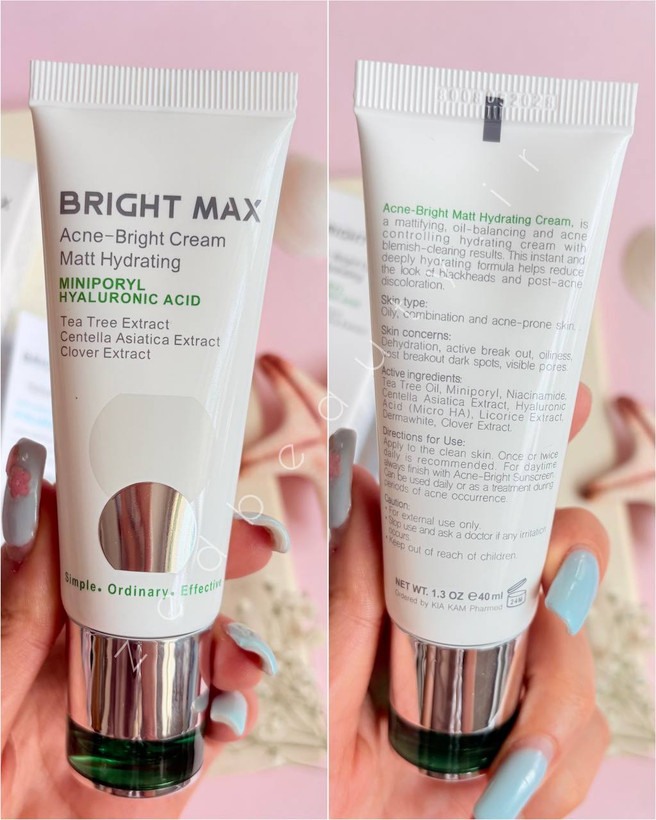 BRIGHT MAX
Acne-Bright Cream
Matt Hydrating
MINIPORYL
HYALURONIC ACID
Tea Tree Extract
Centella Asiatica Extract
Clover Extract
Simple. Ordinary. Effective
Acne-Bright Matt Hydrating Cream, is
a mattifying, oil-balancing and acne
controlling hydrating cream with
blemish-clearing results. This instant and
deeply hydrating formula helps reduce
the look of blackheads and post-acne
discoloration.
Skin type:
Oily, combination and acne-prone skin.
Skin concerns:
Dehydration, active break out, oiliness,
post breakout dark spots, visible pores.
Active ingredients:
Tea Tree Oil, Miniporyl, Niacinamide,
Centella Asiatica Extract, Hyaluronic
Acid (Micro HA), Licorice Extract,
Dermawhite, Clover Extract.
Directions for Use:
Apply to the clean skin. Once or twice
daily is recommended. For daytime
always finish with Acne-Bright Sunscreen.
Can be used daily or as a treatment during
periods of acne occurrence.
Caution:
• For external use only.
• Stop use and ask a doctor if any irritation
occurs.
• Keep out of reach of children.
NET WT. 1.3 OZ e 40 ml
Ordered by KIA KAM Pharmed
24M